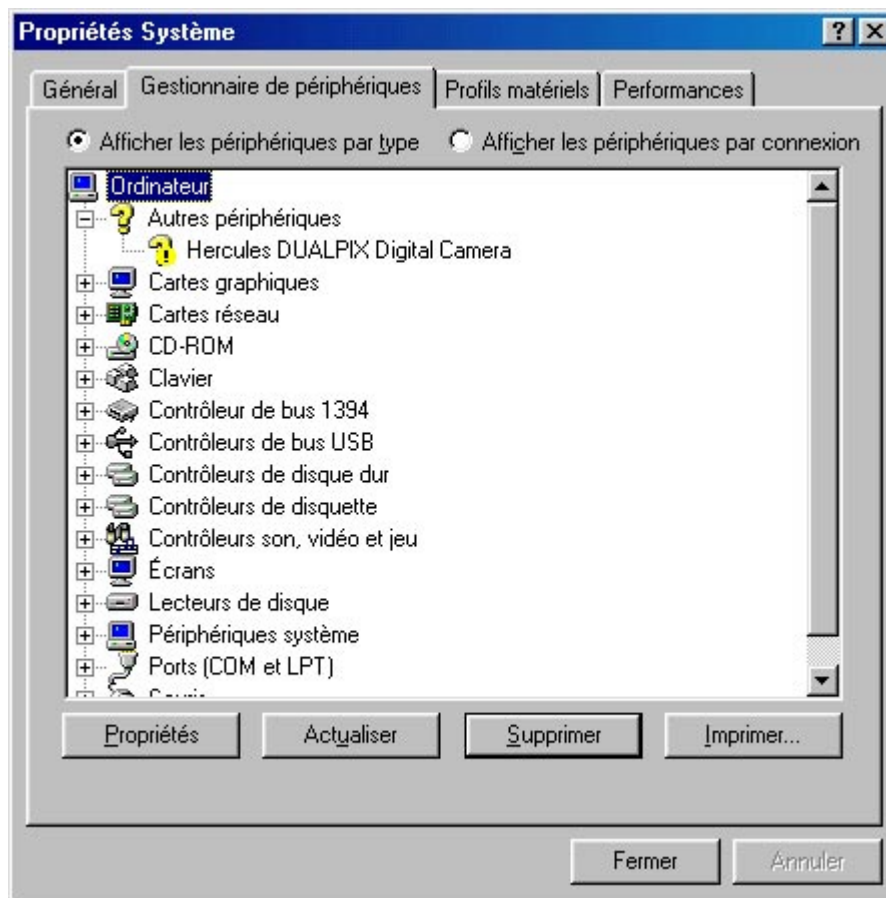 Propriétés Système
Général Gestionnaire de périphériques Profils matériels Performances
Afficher les périphériques par type Afficher les périphériques par connexion
Ordinateur
Autres périphériques
Hercules DUALPIX Digital Camera
Cartes graphiques
Cartes réseau
CD-ROM
Clavier
Contrôleur de bus 1394
Contrôleurs de bus USB
Contrôleurs de disque dur
Contrôleurs de disquette
Contrôleurs son, vidéo et jeu
Écrans
Lecteurs de disque
Périphériques système
Ports (COM et LPT)
Propriétés Actualiser Supprimer Imprimer...
Fermer Annuler